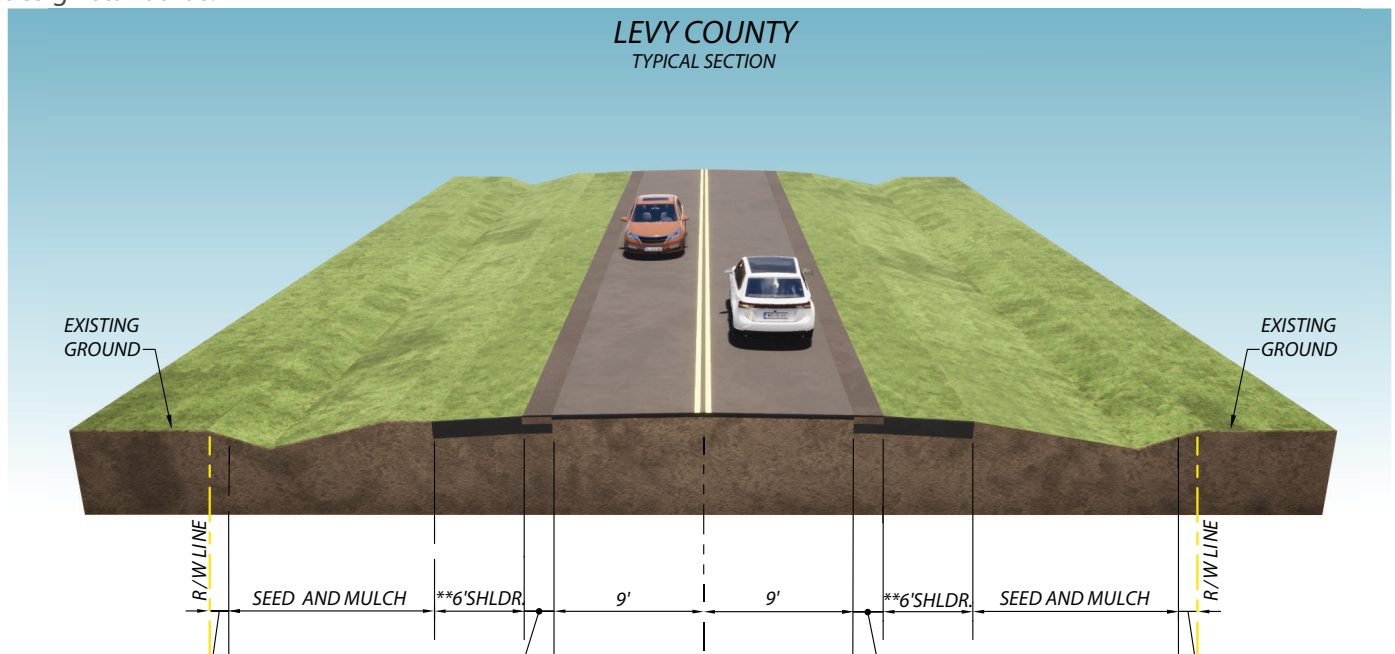 LEVY COUNTY
TYPICAL SECTION
EXISTING
GROUND
EXISTING
GROUND
R/W LINE
SEED AND MULCH
**6'SHLDR.
9'
9'
**6'SHLDR.
SEED AND MULCH
R/W LINE